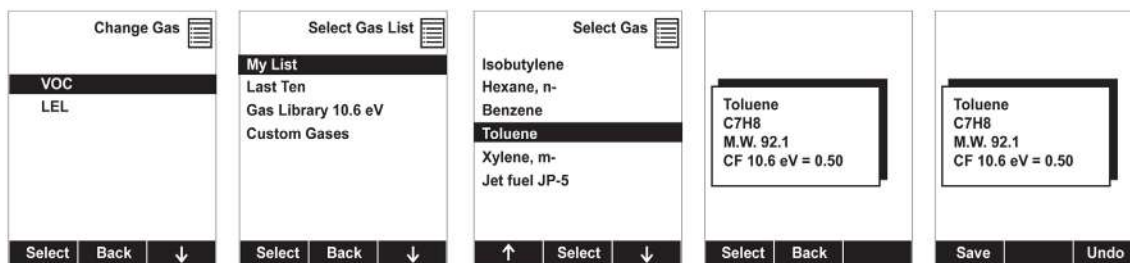 Change Gas
VOC
LEL
Select Back ↓
Select Gas List
My List
Last Ten
Gas Library 10.6 eV
Custom Gases
Select Back ↓
Select Gas
Isobutylene
Hexane, n-
Benzene
Toluene
Xylene, m-
Jet fuel JP-5
↑ Select ↓
Toluene
C7H8
M.W. 92.1
CF 10.6 eV = 0.50
Select Back
Toluene
C7H8
M.W. 92.1
CF 10.6 eV = 0.50
Save Undo